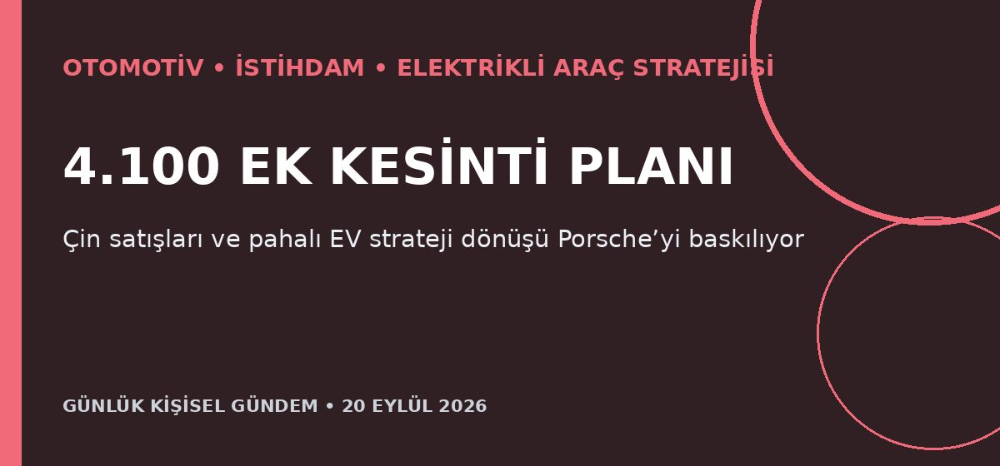 OTOMOTİV • İSTİHDAM • ELEKTRİKLİ ARAÇ STRATEJİSİ
4.100 EK KESİNTİ PLANI
Çin satışları ve pahalı EV strateji dönüşü Porsche’yi baskılıyor
GÜNLÜK KİŞİSEL GÜNDEM • 20 EYLÜL 2026